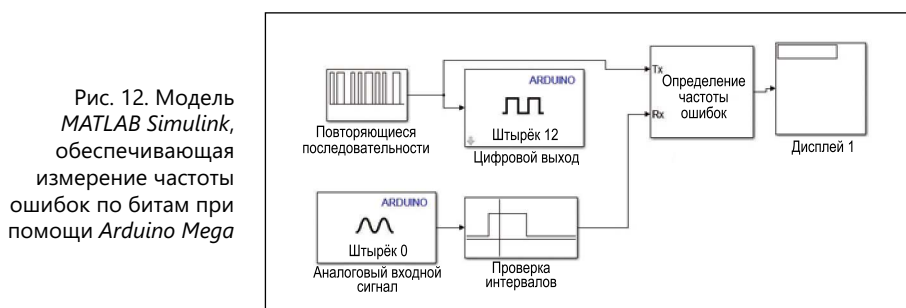 Рис. 12. Модель
MATLAB Simulink,
обеспечивающая
измерение частоты
ошибок по битам при
помощи Arduino Mega
Повторяющиеся
последовательности
ARDUINO
Штырёк 12
Цифровой выход
Tx
Rx
Определение
частоты
ошибок
Дисплей 1
ARDUINO
Штырёк 0
Аналоговый входной
сигнал
Проверка
интервалов